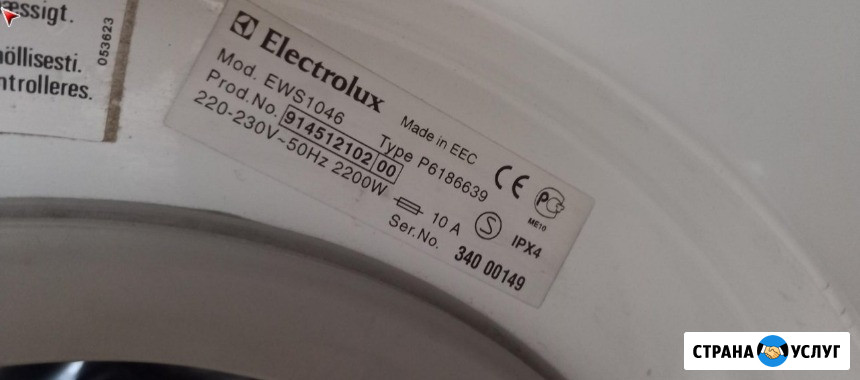 æssigt.
öllisesti.
ntrolleres.
053623
Electrolux
Mod. EWS1046
Made in EEC
Prod.No. 914512102 00
Type P6186639
220-230V~50Hz 2200W
10 A
S
IPX4
ME10
Ser.No. 340 00149
СТРАНА УСЛУГ